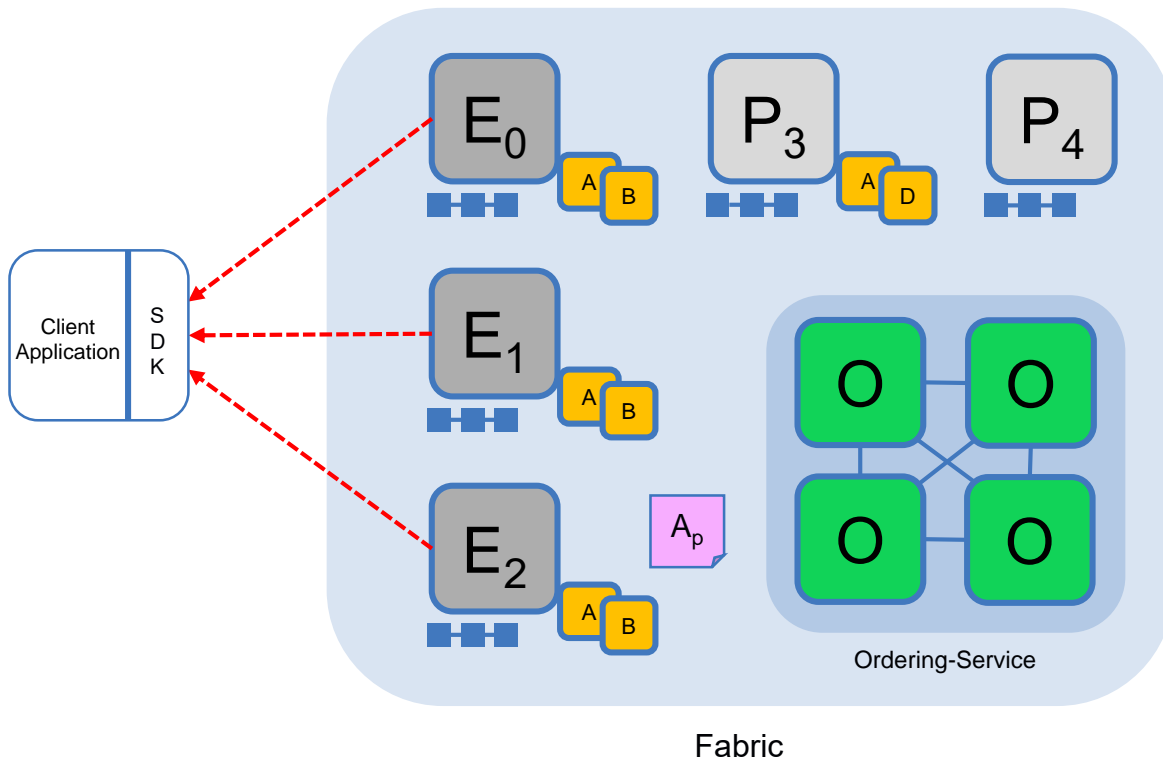 E0
P3
P4
A
B
A
D
Client
Application
S
D
K
E1
A
B
O
O
E2
Ap
O
O
A
B
Ordering-Service
Fabric